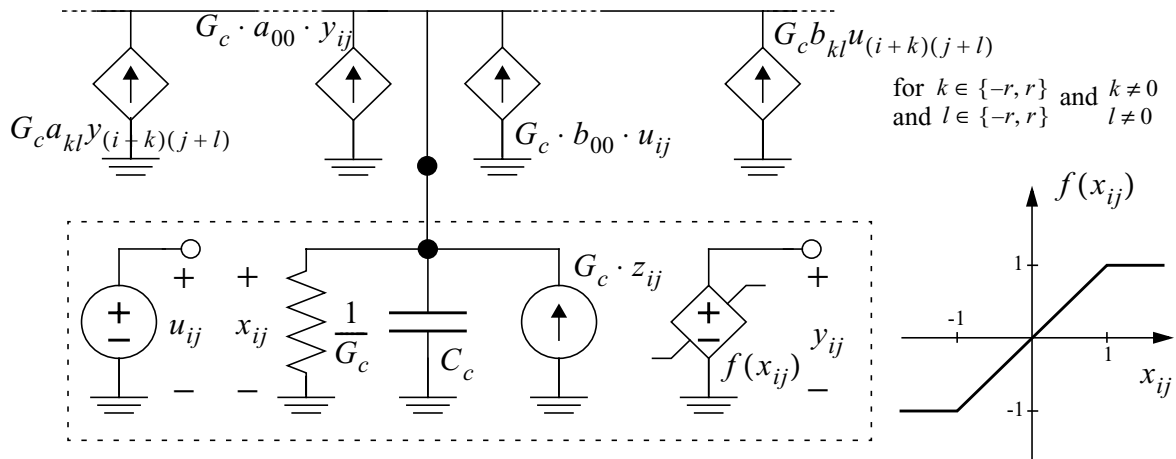 G_c · a_00 · y_ij
G_c b_kl u_(i+k)(j+l)
for k ∈ {–r, r} and k ≠ 0
and l ∈ {–r, r} l ≠ 0
G_c a_kl y_(i+k)(j+l)
G_c · b_00 · u_ij
f(x_ij)
G_c · z_ij
1
-1
1
+
–
u_ij
+
–
x_ij
+
–
1/G_c
C_c
+
–
f(x_ij)
+
y_ij
–
x_ij
-1